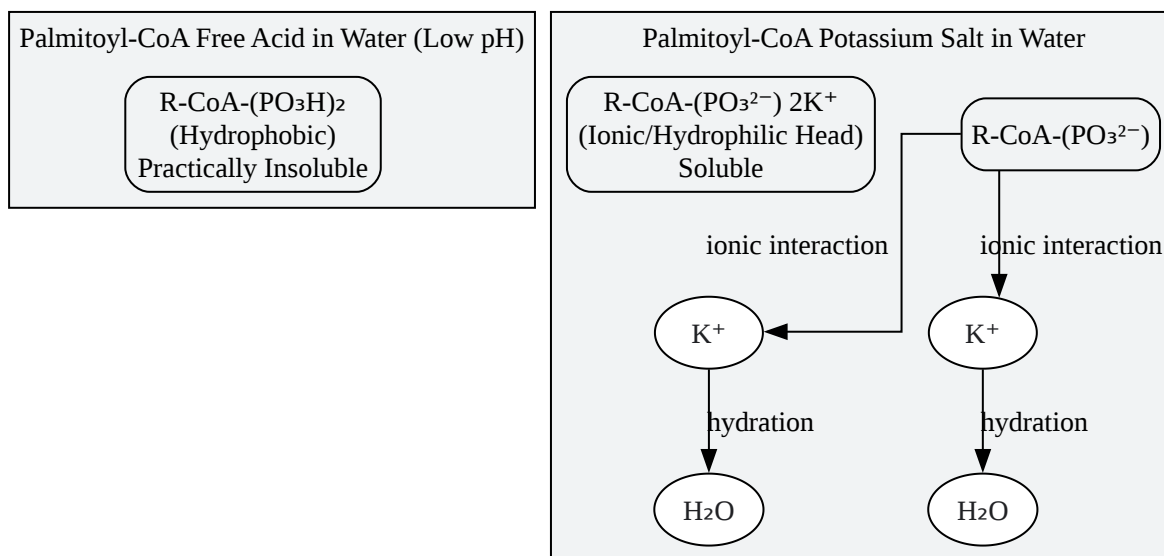 Palmitoyl-CoA Free Acid in Water (Low pH)
R-CoA-(PO₃H)₂
(Hydrophobic)
Practically Insoluble
Palmitoyl-CoA Potassium Salt in Water
R-CoA-(PO₃²⁻) 2K⁺
(Ionic/Hydrophilic Head)
Soluble
R-CoA-(PO₃²⁻)
ionic interaction
ionic interaction
K⁺
K⁺
hydration
hydration
H₂O
H₂O